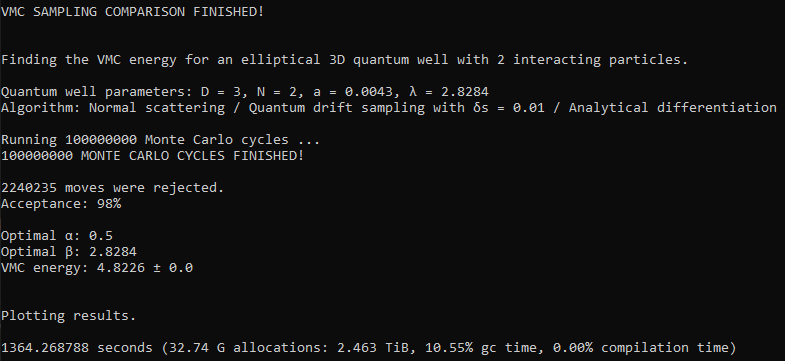 VMC SAMPLING COMPARISON FINISHED!
Finding the VMC energy for an elliptical 3D quantum well with 2 interacting particles.
Quantum well parameters: D = 3, N = 2, a = 0.0043, λ = 2.8284
Algorithm: Normal scattering / Quantum drift sampling with δs = 0.01 / Analytical differentiation
Running 100000000 Monte Carlo cycles ...
100000000 MONTE CARLO CYCLES FINISHED!
2240235 moves were rejected.
Acceptance: 98%
Optimal α: 0.5
Optimal β: 2.8284
VMC energy: 4.8226 ± 0.0
Plotting results.
1364.268788 seconds (32.74 G allocations: 2.463 TiB, 10.55% gc time, 0.00% compilation time)